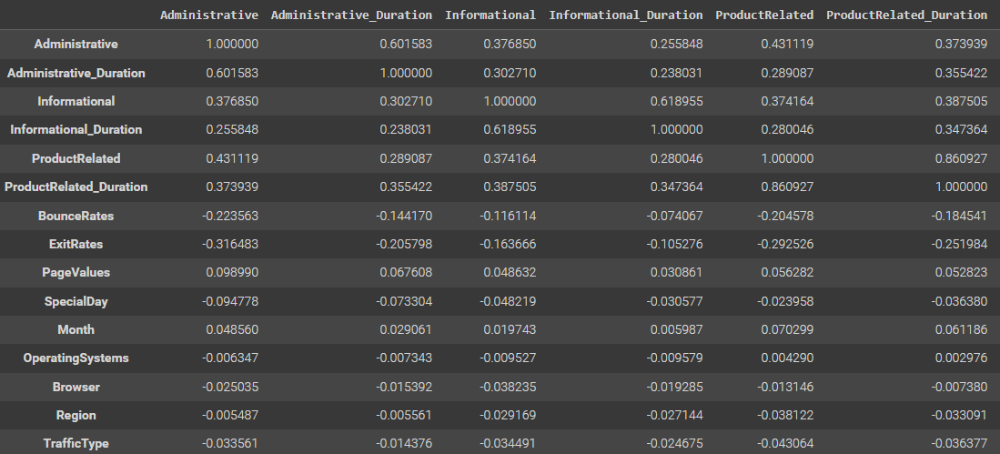 Administrative Administrative_Duration Informational Informational_Duration ProductRelated ProductRelated_Duration
Administrative 1.000000 0.601583 0.376850 0.255848 0.431119 0.373939
Administrative_Duration 0.601583 1.000000 0.302710 0.238031 0.289087 0.355422
Informational 0.376850 0.302710 1.000000 0.618955 0.374164 0.387505
Informational_Duration 0.255848 0.238031 0.618955 1.000000 0.280046 0.347364
ProductRelated 0.431119 0.289087 0.374164 0.280046 1.000000 0.860927
ProductRelated_Duration 0.373939 0.355422 0.387505 0.347364 0.860927 1.000000
BounceRates -0.223563 -0.144170 -0.116114 -0.074067 -0.204578 -0.184541
ExitRates -0.316483 -0.205798 -0.163666 -0.105276 -0.292526 -0.251984
PageValues 0.098990 0.067608 0.048632 0.030861 0.056282 0.052823
SpecialDay -0.094778 -0.073304 -0.048219 -0.030577 -0.023958 -0.036380
Month 0.048560 0.029061 0.019743 0.005987 0.070299 0.061186
OperatingSystems -0.006347 -0.007343 -0.009527 -0.009579 0.004290 0.002976
Browser -0.025035 -0.015392 -0.038235 -0.019285 -0.013146 -0.007380
Region -0.005487 -0.005561 -0.029169 -0.027144 -0.038122 -0.033091
TrafficType -0.033561 -0.014376 -0.034491 -0.024675 -0.043064 -0.036377